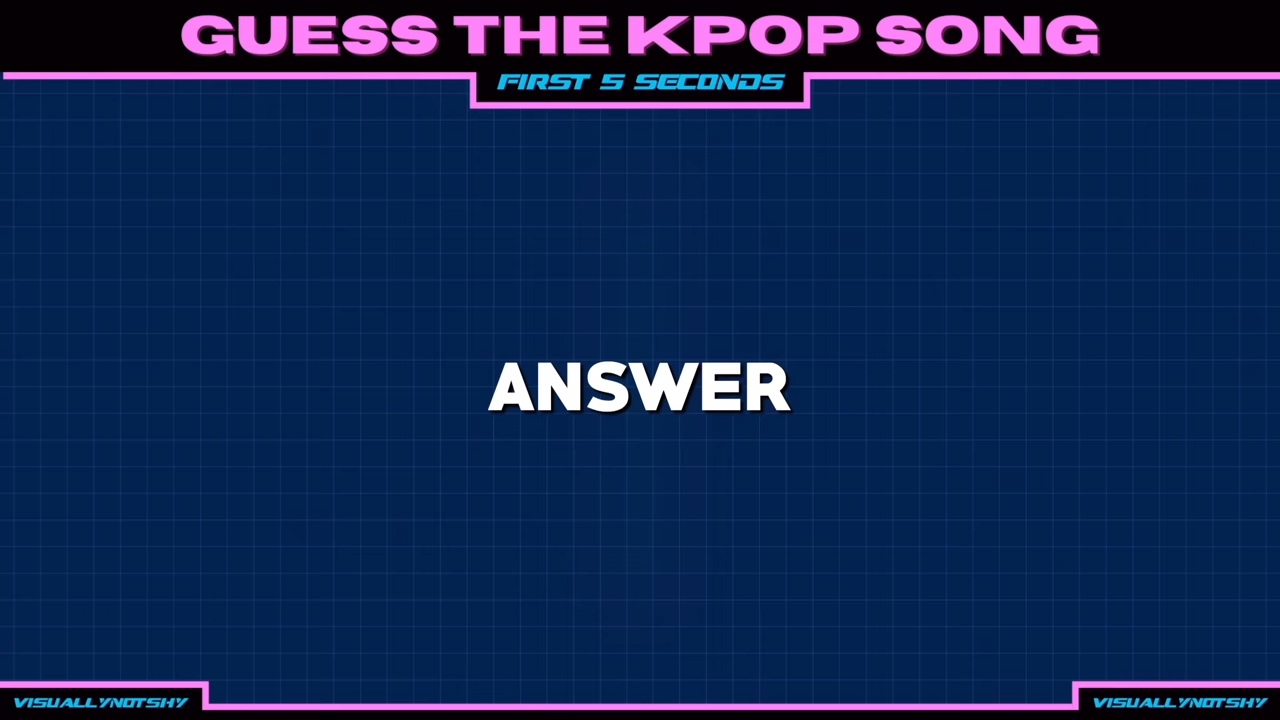 GUESS THE KPOP SONG
FIRST 5 SECONDS
ANSWER
VISUALLYNOTSHY
VISUALLYNOTSHY